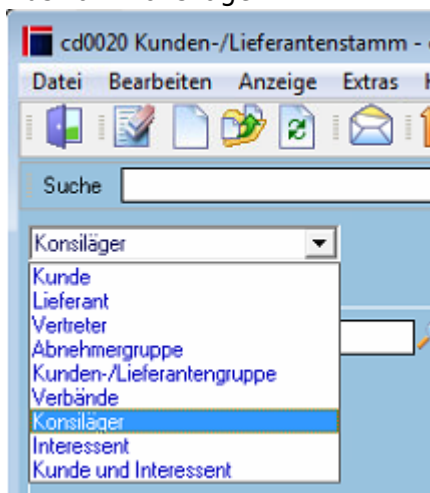 cd0020 Kunden-/Lieferantenstamm -
Datei Bearbeiten Anzeige Extras
Suche
Konsiläger
Kunde
Lieferant
Vertreter
Abnehmergruppe
Kunden-/Lieferantengruppe
Verbände
Konsiläger
Interessent
Kunde und Interessent